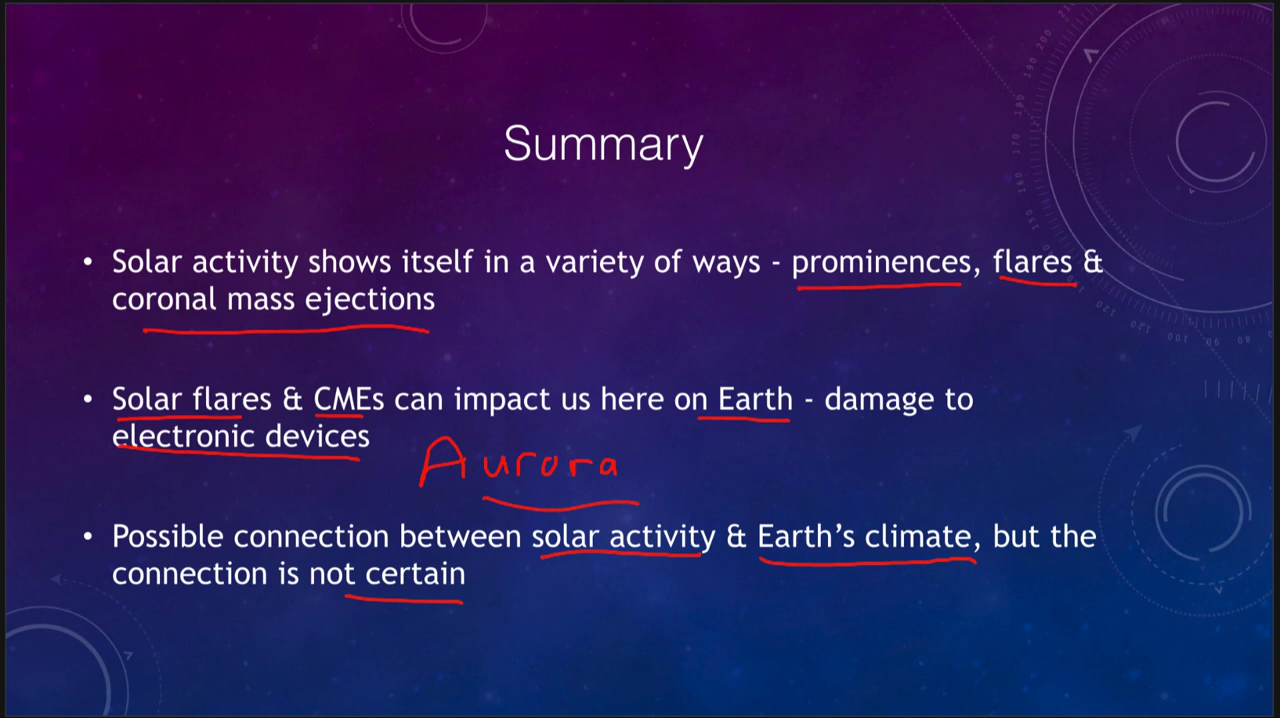 Summary
• Solar activity shows itself in a variety of ways - prominences, flares &
coronal mass ejections
• Solar flares & CMEs can impact us here on Earth - damage to
electronic devices
Aurora
• Possible connection between solar activity & Earth's climate, but the
connection is not certain